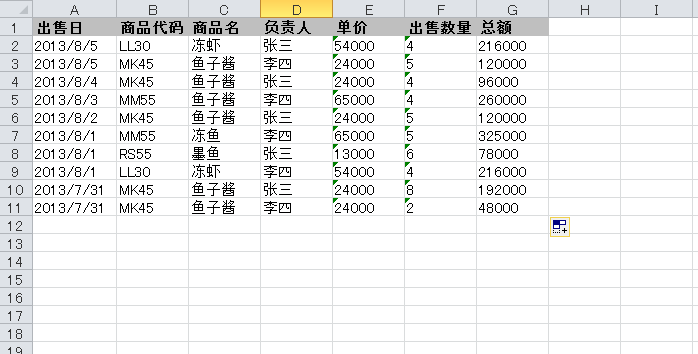 A B C D E F G H I
1 出售日 商品代码 商品名 负责人 单价 出售数量 总额
2 2013/8/5 LL30 冻虾 张三 54000 4 216000
3 2013/8/5 MK45 鱼子酱 李四 24000 5 120000
4 2013/8/4 MK45 鱼子酱 张三 24000 4 96000
5 2013/8/3 MM55 鱼子酱 李四 65000 4 260000
6 2013/8/2 MK45 鱼子酱 张三 24000 5 120000
7 2013/8/1 MM55 冻鱼 李四 65000 5 325000
8 2013/8/1 RS55 墨鱼 张三 13000 6 78000
9 2013/8/1 LL30 冻虾 李四 54000 4 216000
10 2013/7/31 MK45 鱼子酱 张三 24000 8 192000
11 2013/7/31 MK45 鱼子酱 李四 24000 2 48000
12
13
14
15
16
17
18
19